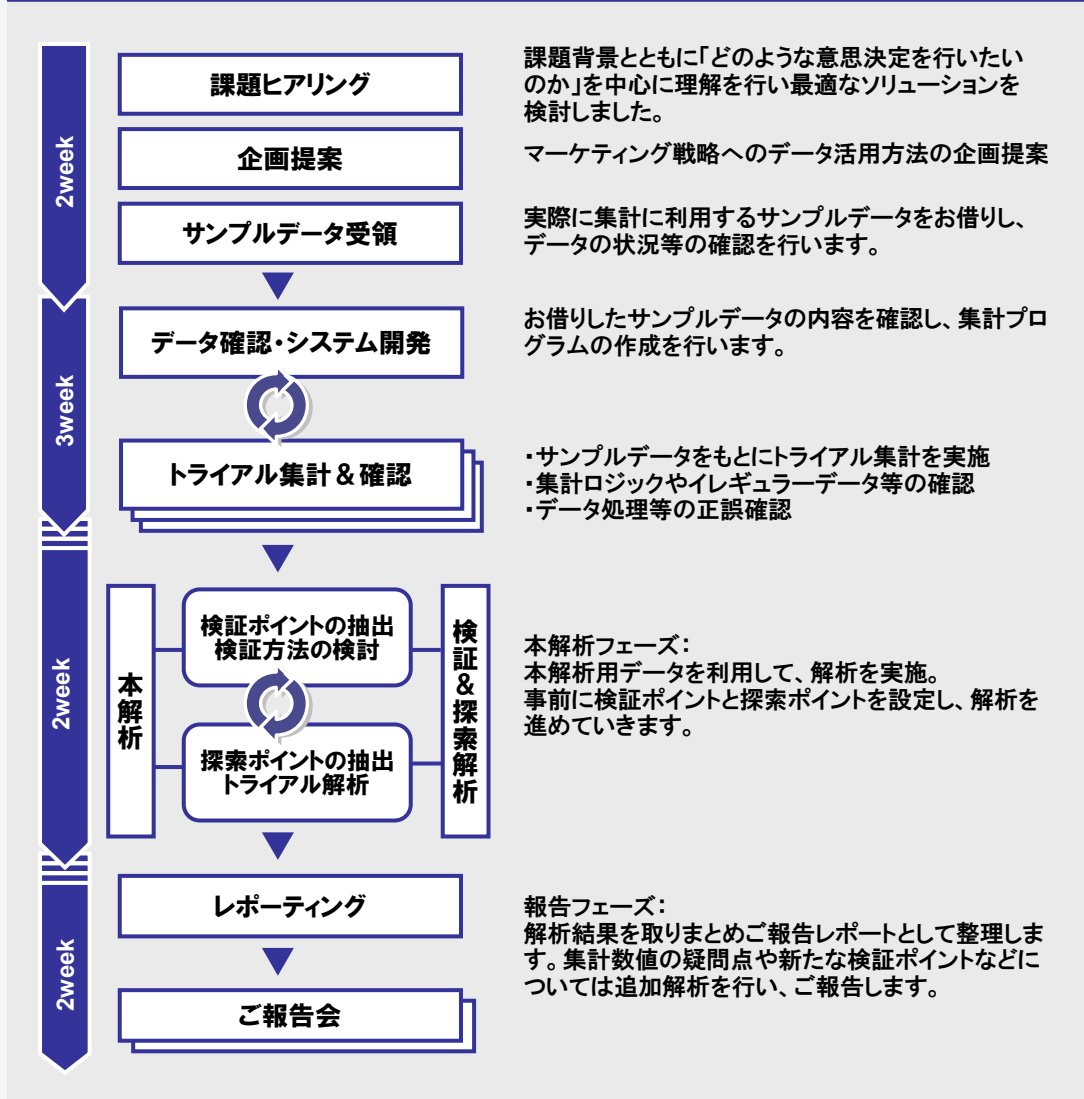 2week
課題ヒアリング
課題背景とともに「どのような意思決定を行いたい
のか」を中心に理解を行い最適なソリューションを
検討しました。
企画提案
マーケティング戦略へのデータ活用方法の企画提案
サンプルデータ受領
実際に集計に利用するサンプルデータをお借りし、
データの状況等の確認を行います。
3week
データ確認・システム開発
お借りしたサンプルデータの内容を確認し、集計プロ
グラムの作成を行います。
トライアル集計＆確認
・サンプルデータをもとにトライアル集計を実施
・集計ロジックやイレギュラーデータ等の確認
・データ処理等の正誤確認
2week
本解析
検証ポイントの抽出
検証方法の検討
探索ポイントの抽出
トライアル解析
検証＆探索解析
本解析フェーズ：
本解析用データを利用して、解析を実施。
事前に検証ポイントと探索ポイントを設定し、解析を
進めていきます。
2week
レポーティング
報告フェーズ：
解析結果を取りまとめご報告レポートとして整理しま
す。集計数値の疑問点や新たな検証ポイントなどに
ついては追加解析を行い、ご報告します。
ご報告会